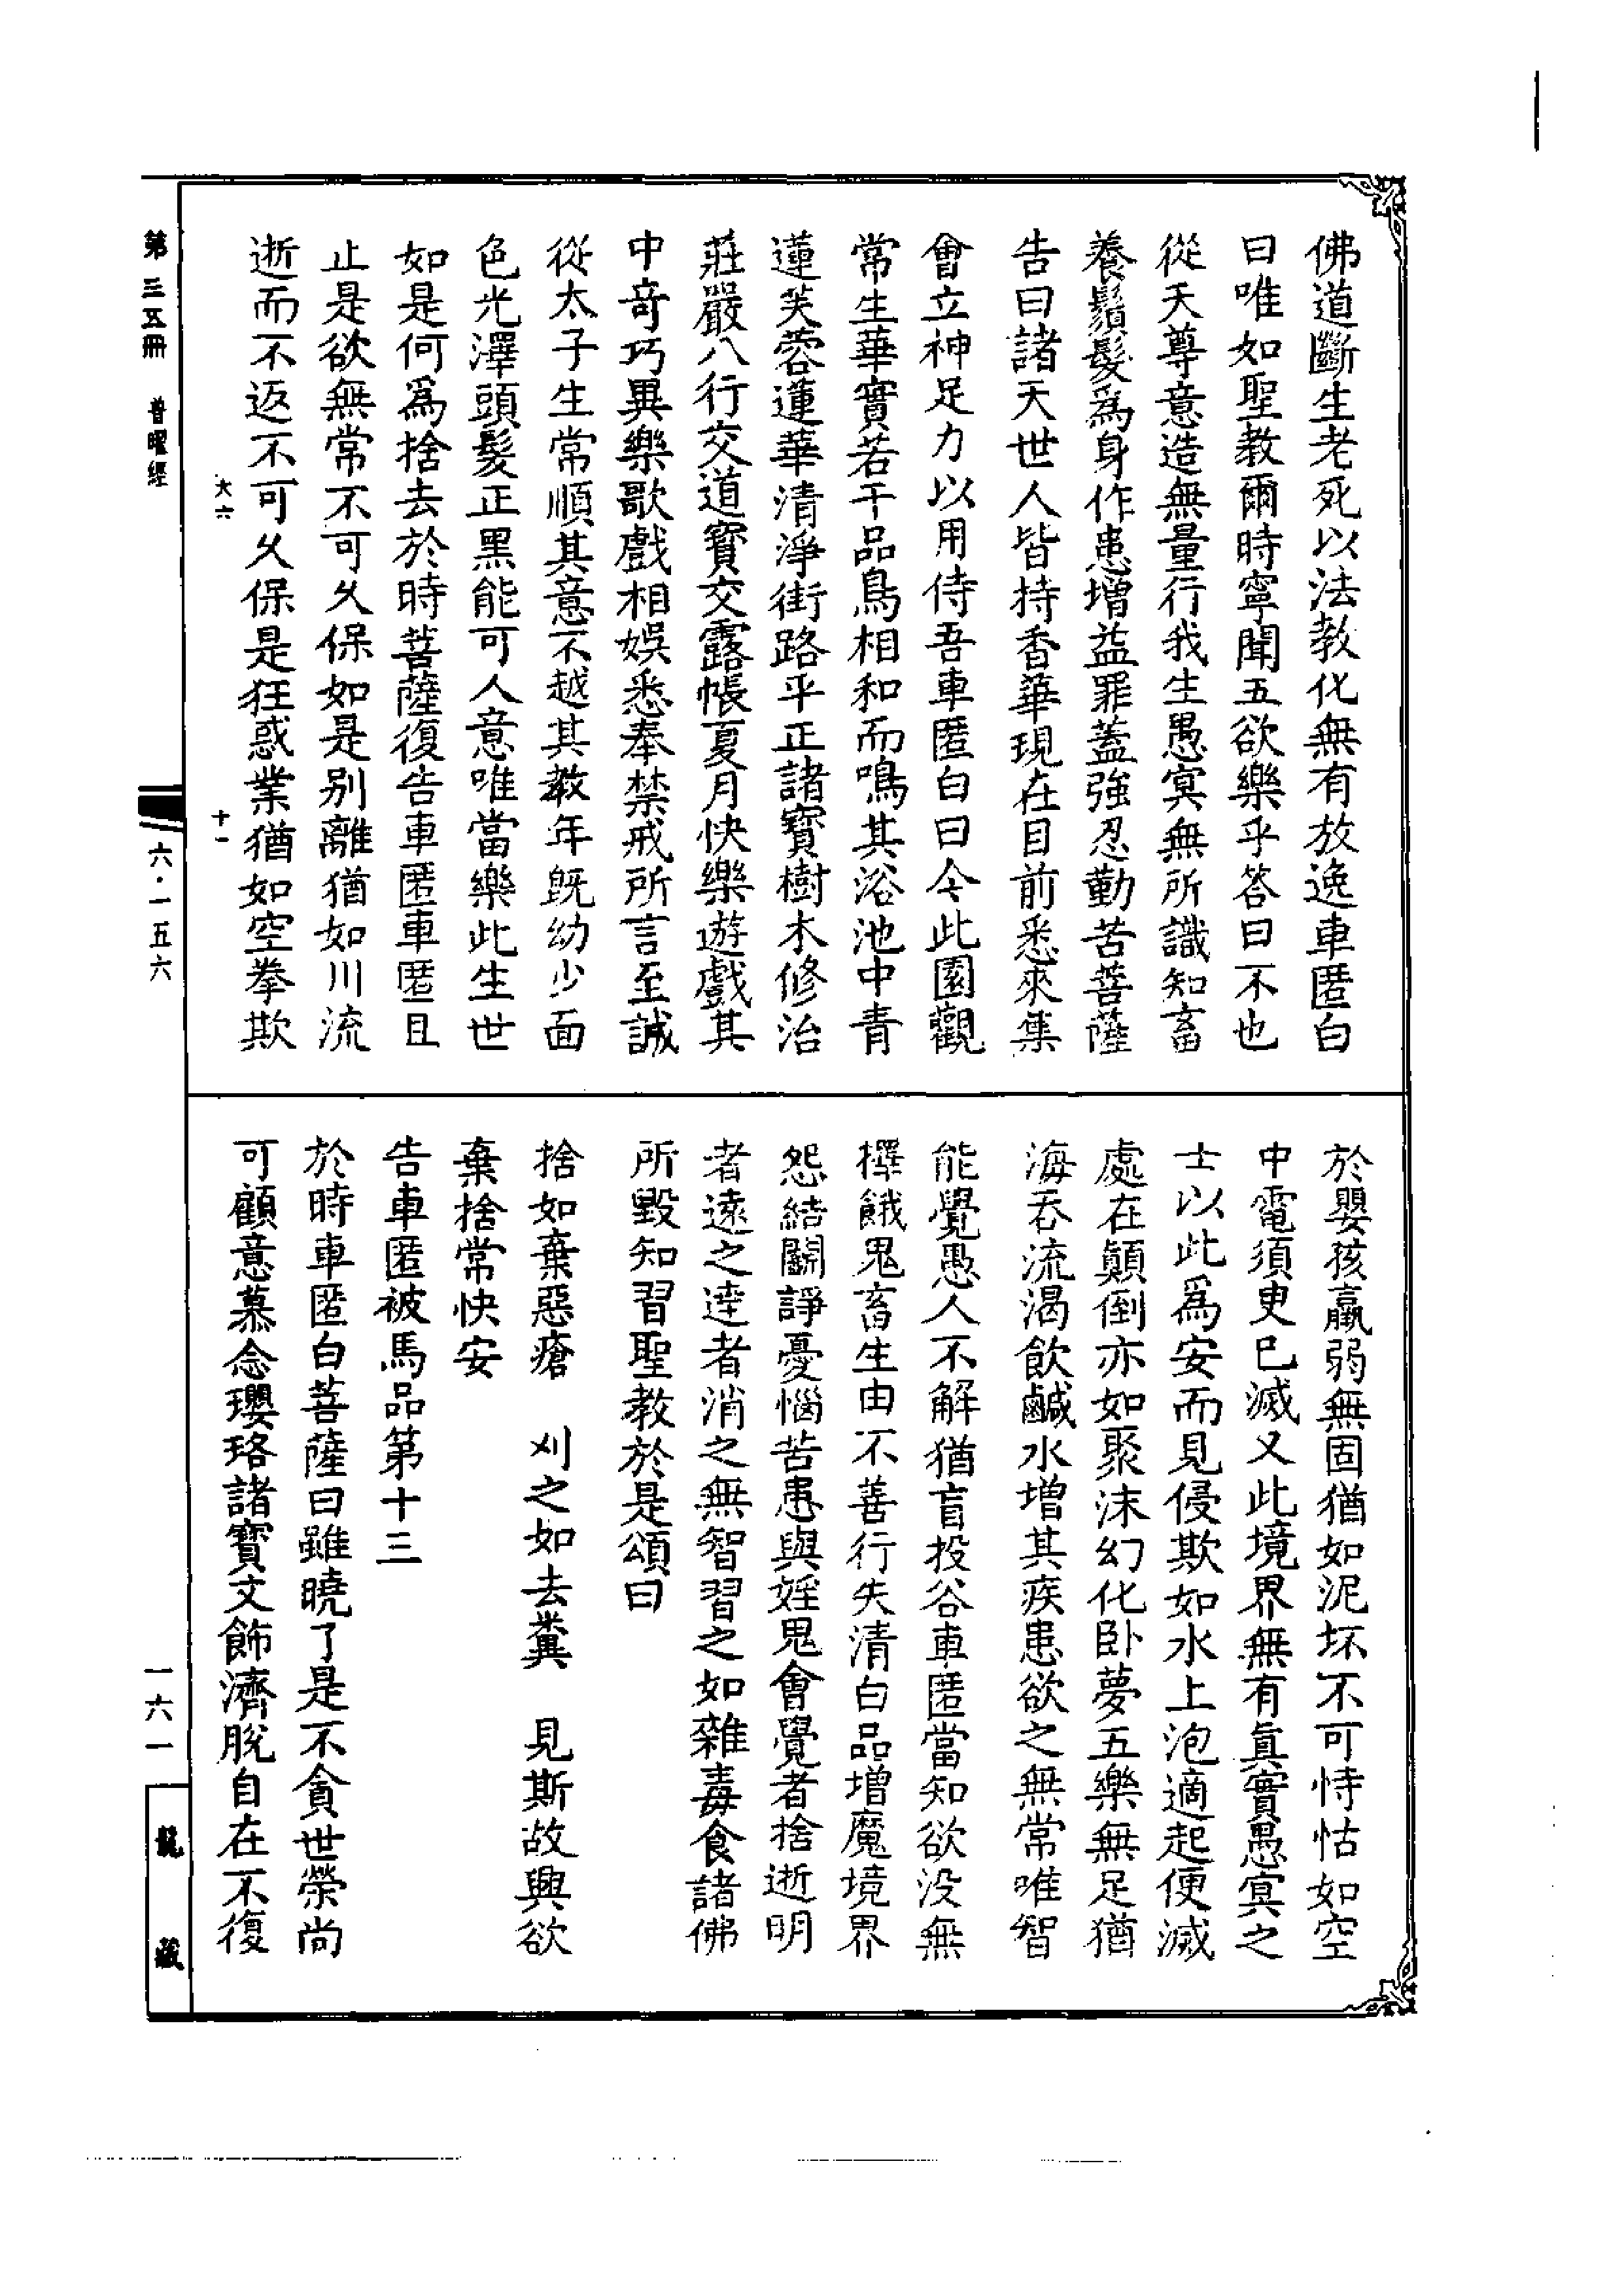 佛道斷生老死以法教化無有放逸車匿白
曰唯如聖教爾時寧聞五欲樂乎答曰不也
從天尊意造無量行我生愚冥無所識知畜
養鬚髮爲身作患增益罪蓋強忍勤苦菩薩
告曰諸天世人皆持香華現在目前悉來集
會立神足力以用侍吾車匿白曰今此園觀
常生華實若干品鳥相和而鳴其浴池中青
蓮芙蓉蓮華清淨街路平正諸寶樹木修治
莊嚴八行交道寶交露帳夏月快樂遊戲其
中奇巧異樂歌戲相娛悉奉禁戒所言至誠
從太子生常順其意不越其教年旣幼少面
色光澤頭髮正黑能可人意唯當樂此生世
如是何爲捨去於時菩薩復告車匿車匿且
止是欲無常不可久保如是別離猶如川流
逝而不返不可久保是狂惑業猶如空拳欺
於嬰孩羸弱無固猶如泥坏不可恃怙如空
中電須臾已滅又此境界無有眞實愚冥之
士以此爲安而見侵欺如水上泡適起便滅
處在顛倒亦如聚沫幻化臥夢五樂無足猶
海吞流渴飲鹹水增其疾患欲之無常唯智
能覺愚人不解猶盲投谷車匿當知欲沒無
擇餓鬼畜生由不善行失清白品增魔境界
怨結鬭諍憂惱苦患與婬鬼會覺者捨逝明
者遠之達者消之無智習之如雜毒食諸佛
所毀知習聖教於是頌曰
捨如棄惡瘡　刈之如去糞　見斯故興欲
棄捨常快安
告車匿被馬品第十三
於時車匿白菩薩曰雖曉了是不貪世榮尚
可顧意慕念瓔珞諸寶文飾濟脫自在不復
大六
十一
第三五冊　普曜經
六·一五六
一六一
龍藏